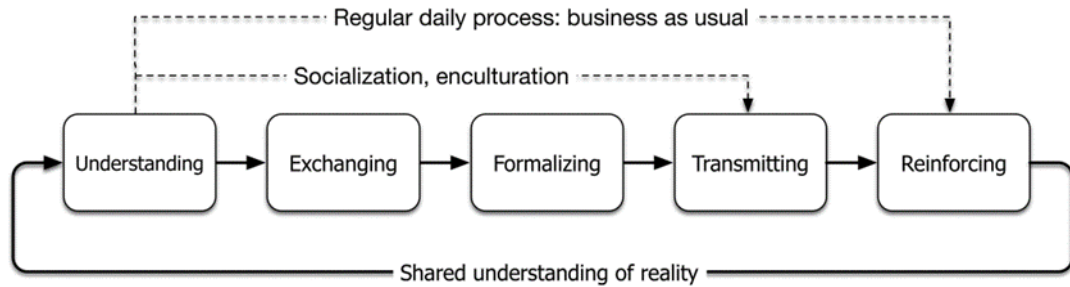 Regular daily process: business as usual
Socialization, enculturation
Understanding
Exchanging
Formalizing
Transmitting
Reinforcing
Shared understanding of reality